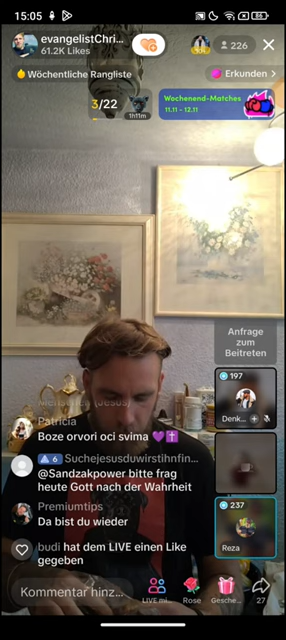 15:05
86
evangelistChri...
61.2K Likes
226
Wöchentliche Rangliste
Erkunden >
3/22
1h11m
Wochenend-Matches
11.11 - 12.11
Anfrage
zum
Beitreten
197
Denk...
Patricia
Boze orvori oci svima
6 Suchejesusduwirstihnfin...
@Sandzakpower bitte frag
heute Gott nach der Wahrheit
Premiumtips
Da bist du wieder
237
Reza
budi hat dem LIVE einen Like
gegeben
Kommentar hinz...
LIVE mi...
Rose
Gesche...
27